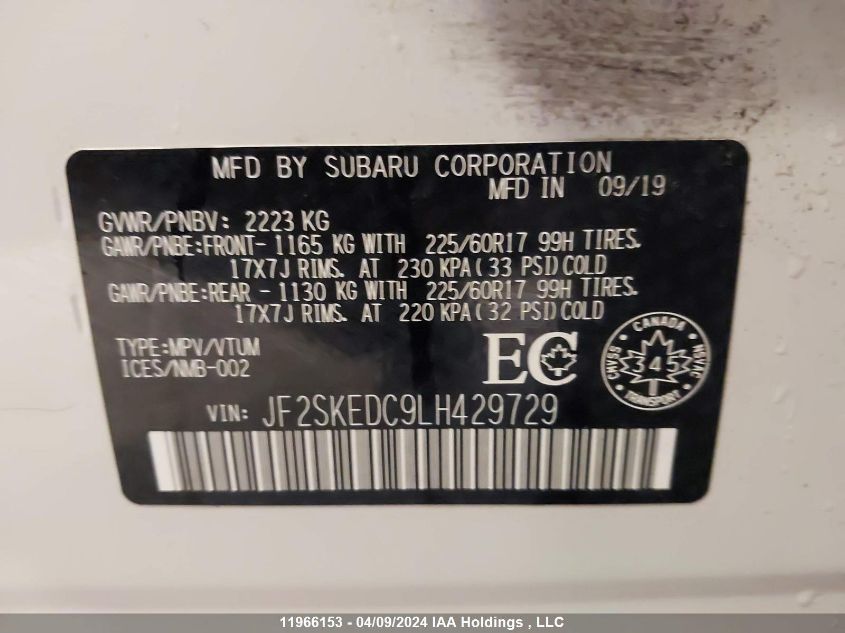 MFD BY SUBARU CORPORATION
MFD IN 09/19
GVWR/PNBV: 2223 KG
GAWR/PNBE:FRONT- 1165 KG WITH 225/60R17 99H TIRES.
17X7J RIMS. AT 230 KPA(33 PSI)COLD
GAWR/PNBE:REAR - 1130 KG WITH 225/60R17 99H TIRES.
17X7J RIMS. AT 220 KPA(32 PSI)COLD
TYPE:MPV/VTUM
ICES/NMB-002
EC
CANADA
CMVSS 345 NSVAC
TRANSPORT
VIN: JF2SKEDC9LH429729
11966153 - 04/09/2024 IAA Holdings , LLC